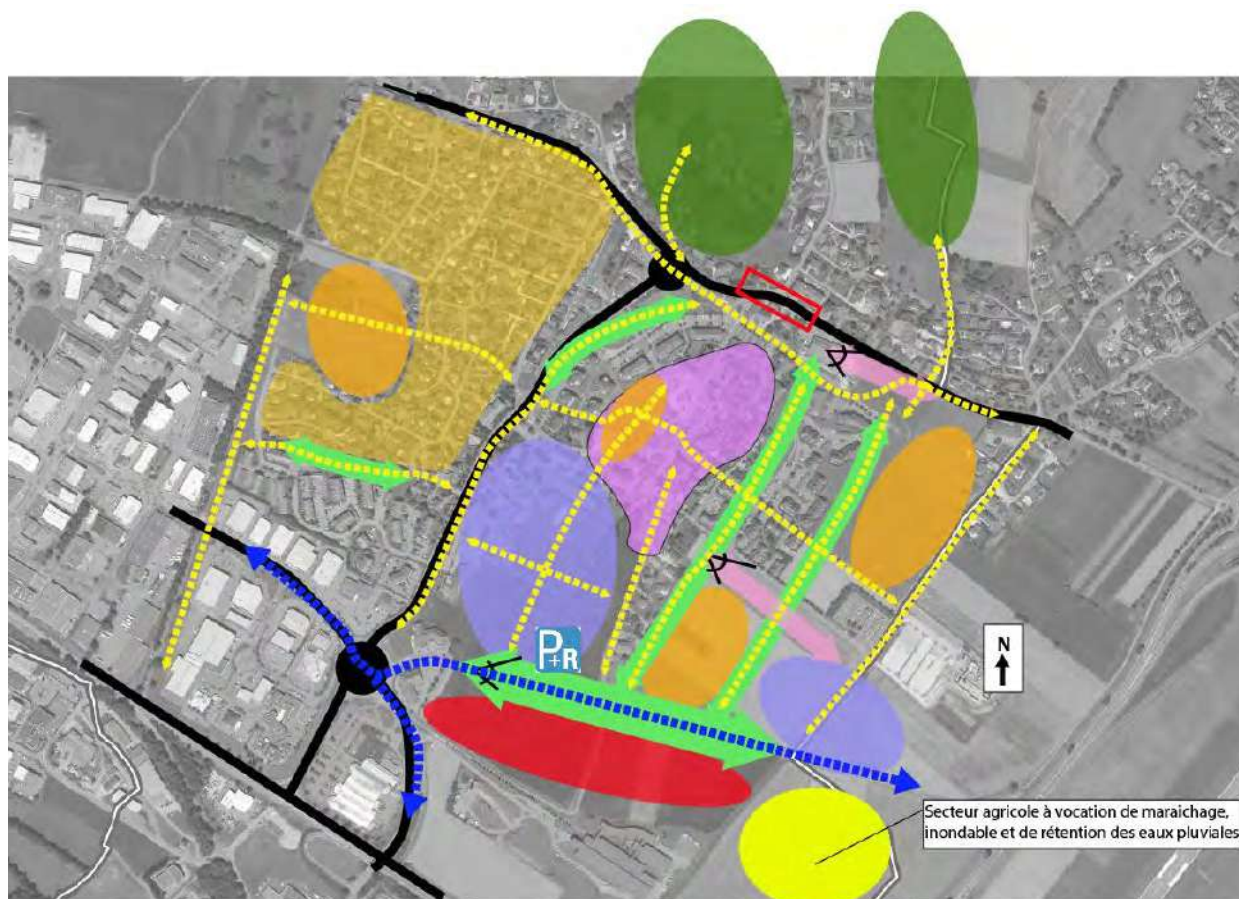 P+R
N
Secteur agricole à vocation de maraichage,
inondable et de rétention des eaux pluviales